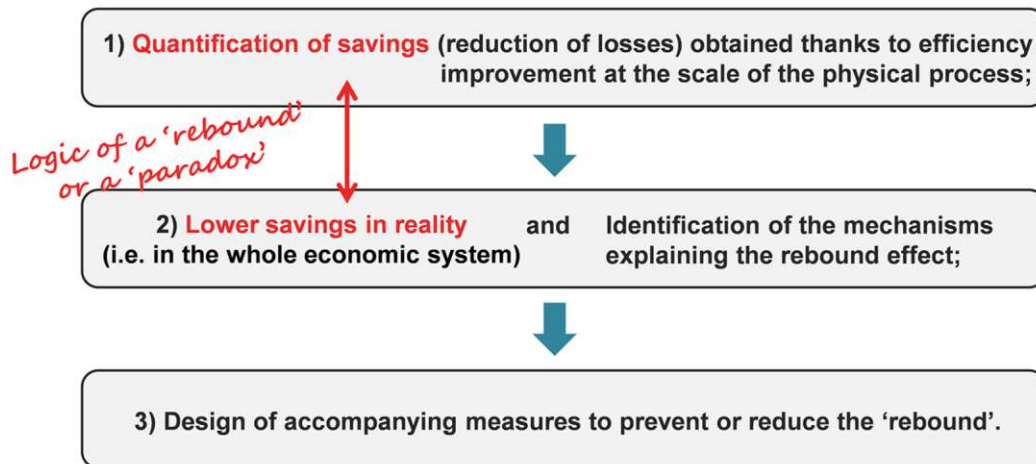 1) Quantification of savings (reduction of losses) obtained thanks to efficiency
improvement at the scale of the physical process;
Logic of a ‘rebound’
or a ‘paradox’
2) Lower savings in reality and Identification of the mechanisms
(i.e. in the whole economic system) explaining the rebound effect;
3) Design of accompanying measures to prevent or reduce the ‘rebound’.